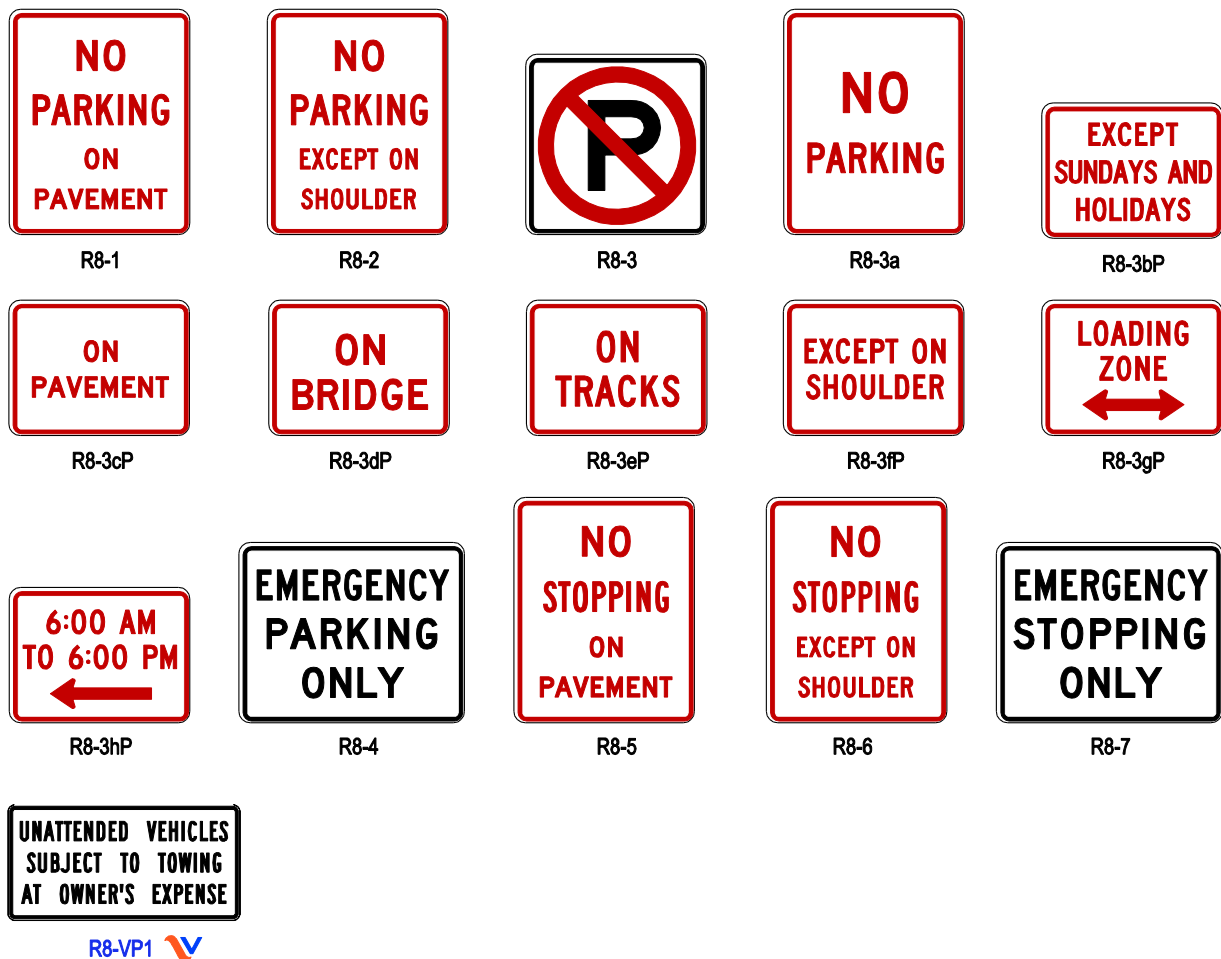 NO
PARKING
ON
PAVEMENT
R8-1
NO
PARKING
EXCEPT ON
SHOULDER
R8-2
P
R8-3
NO
PARKING
R8-3a
EXCEPT
SUNDAYS AND
HOLIDAYS
R8-3bP
ON
PAVEMENT
R8-3cP
ON
BRIDGE
R8-3dP
ON
TRACKS
R8-3eP
EXCEPT ON
SHOULDER
R8-3fP
LOADING
ZONE
R8-3gP
6:00 AM
TO 6:00 PM
R8-3hP
EMERGENCY
PARKING
ONLY
R8-4
NO
STOPPING
ON
PAVEMENT
R8-5
NO
STOPPING
EXCEPT ON
SHOULDER
R8-6
EMERGENCY
STOPPING
ONLY
R8-7
UNATTENDED VEHICLES
SUBJECT TO TOWING
AT OWNER'S EXPENSE
R8-VP1